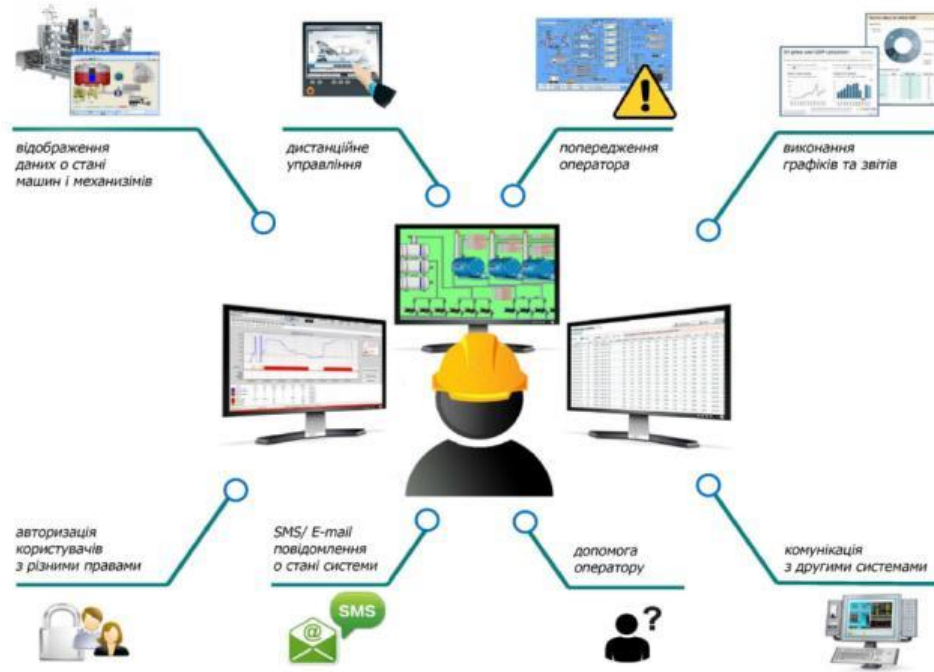 відображення
даних о стані
машин і механізмів
дистанційне
управління
попередження
оператора
виконання
графіків та звітів
авторизація
користувачів
з різними правами
SMS/ E-mail
повідомлення
о стані системи
SMS
@
допомога
оператору
?
комунікація
з другими системами